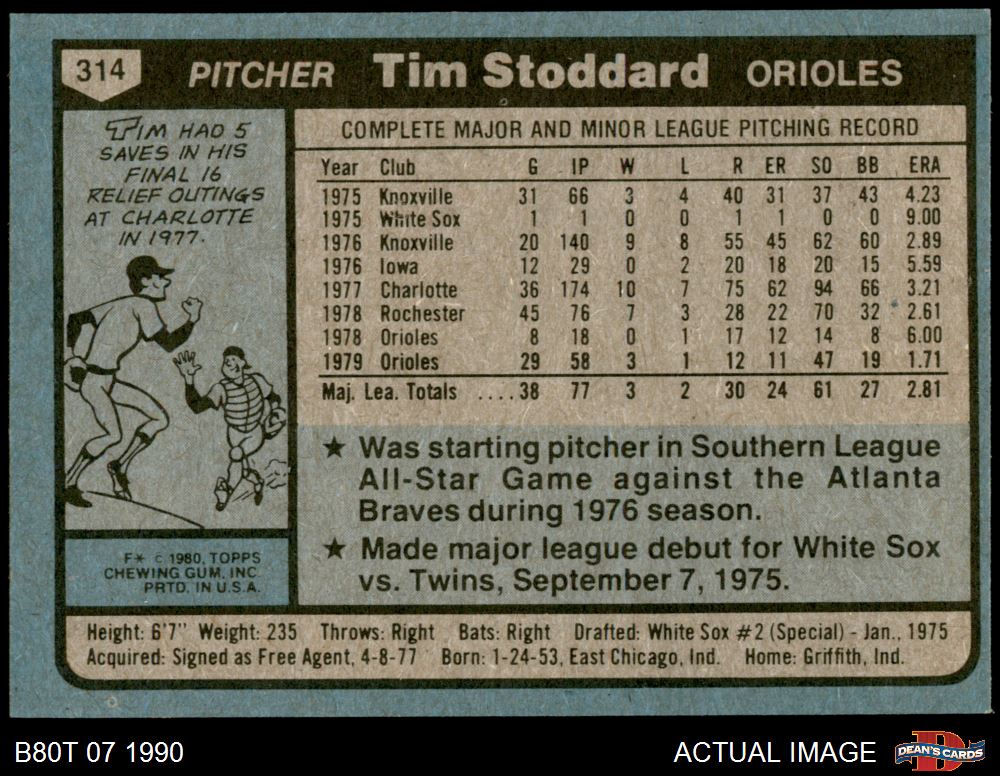 314 PITCHER Tim Stoddard ORIOLES
TIM HAD 5
SAVES IN HIS
FINAL 16
RELIEF OUTINGS
AT CHARLOTTE
IN 1977.
COMPLETE MAJOR AND MINOR LEAGUE PITCHING RECORD
Year Club G IP W L R ER SO BB ERA
1975 Knoxville 31 66 3 4 40 31 37 43 4.23
1975 White Sox 1 1 0 0 1 1 0 0 9.00
1976 Knoxville 20 140 9 8 55 45 62 60 2.89
1976 Iowa 12 29 0 2 20 18 20 15 5.59
1977 Charlotte 36 174 10 7 75 62 94 66 3.21
1978 Rochester 45 76 7 3 28 22 70 32 2.61
1978 Orioles 8 18 0 1 17 12 14 8 6.00
1979 Orioles 29 58 3 1 12 11 47 19 1.71
Maj. Lea. Totals ....38 77 3 2 30 24 61 27 2.81
★ Was starting pitcher in Southern League
All-Star Game against the Atlanta
Braves during 1976 season.
★ Made major league debut for White Sox
vs. Twins, September 7, 1975.
F* © 1980, TOPPS
CHEWING GUM, INC.
PRTD. IN U.S.A.
Height: 6'7" Weight: 235 Throws: Right Bats: Right Drafted: White Sox #2 (Special) - Jan., 1975
Acquired: Signed as Free Agent, 4-8-77 Born: 1-24-53, East Chicago, Ind. Home: Griffith, Ind.
B80T 07 1990 ACTUAL IMAGE DEAN'S CARDS